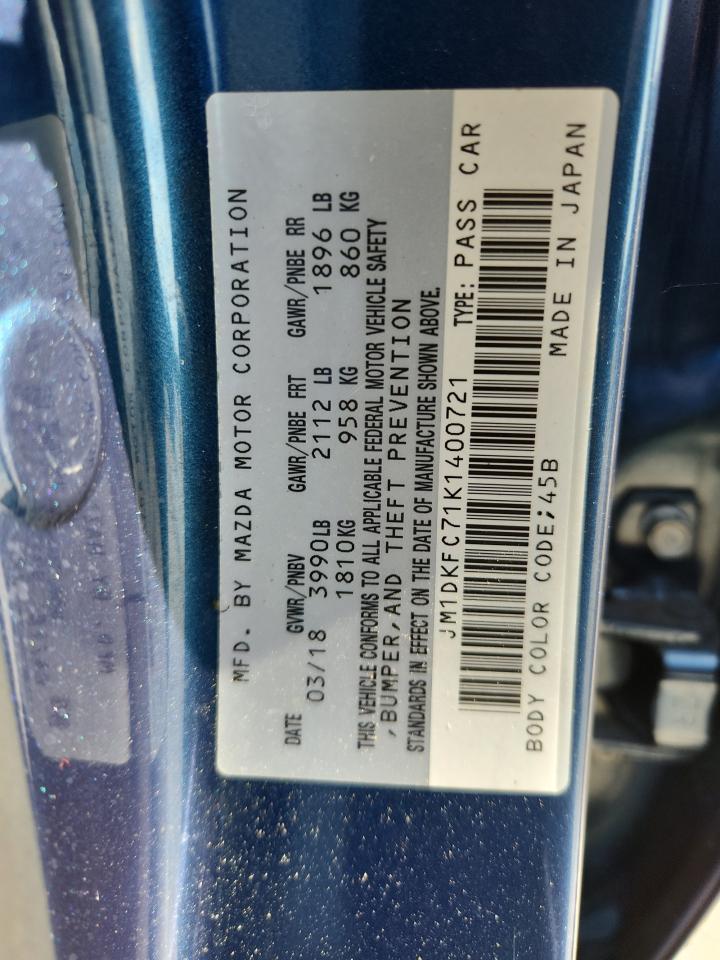 MFD. BY MAZDA MOTOR CORPORATION
DATE GVWR/PNBV GAWR/PNBE FRT GAWR/PNBE RR
03/18 3990LB 2112 LB 1896 LB
1810KG 958 KG 860 KG
THIS VEHICLE CONFORMS TO ALL APPLICABLE FEDERAL MOTOR VEHICLE SAFETY
,BUMPER,AND THEFT PREVENTION
STANDARDS IN EFFECT ON THE DATE OF MANUFACTURE SHOWN ABOVE.
JM1DKFC71K1400721 TYPE: PASS CAR
BODY COLOR CODE;45B MADE IN JAPAN